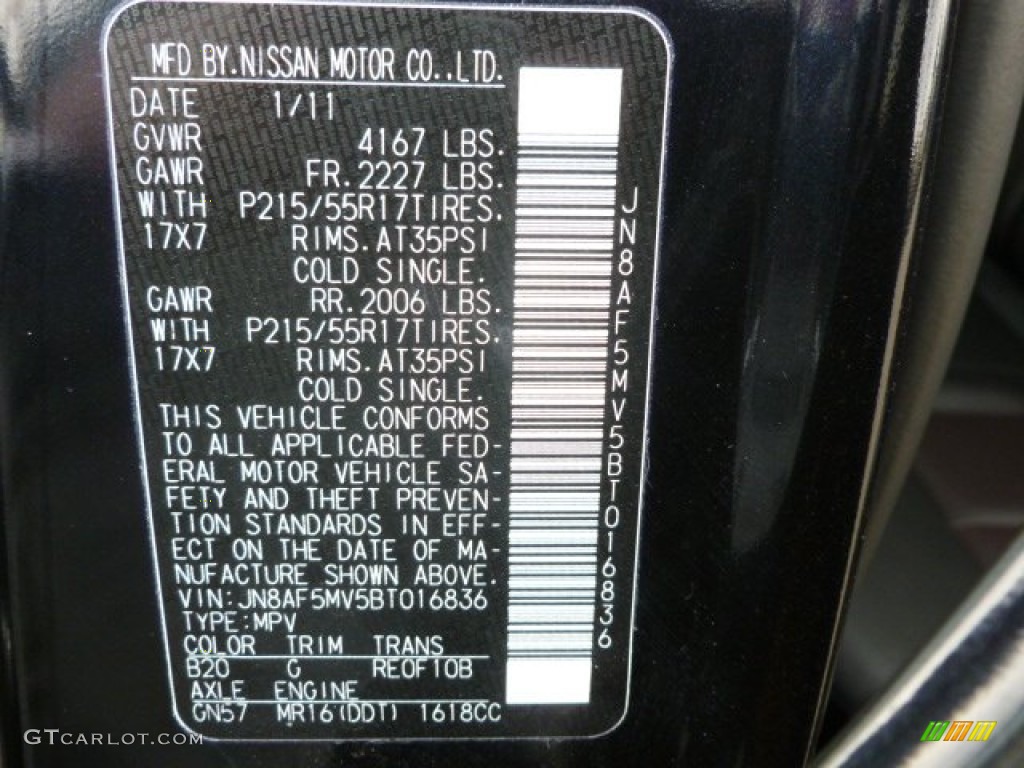 MFD BY.NISSAN MOTOR CO.,LTD.
DATE 1/11
GVWR 4167 LBS.
GAWR FR.2227 LBS.
WITH P215/55R17TIRES.
17X7 RIMS.AT35PSI
COLD SINGLE.
GAWR RR.2006 LBS.
WITH P215/55R17TIRES.
17X7 RIMS.AT35PSI
COLD SINGLE.
THIS VEHICLE CONFORMS
TO ALL APPLICABLE FED-
ERAL MOTOR VEHICLE SA-
FETY AND THEFT PREVEN-
TION STANDARDS IN EFF-
ECT ON THE DATE OF MA-
NUFACTURE SHOWN ABOVE.
VIN:JN8AF5MV5BT016836
TYPE:MPV
COLOR TRIM TRANS
B20 G RE0F10B
AXLE ENGINE
GN57 MR16(DDT) 1618CC
JN8AF5MV5BT016836
GTCARLOT.COM